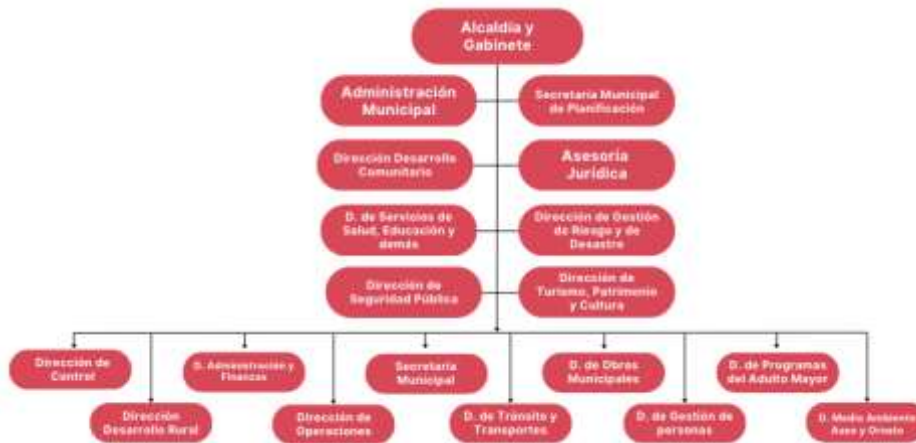 Alcaldía y
Gabinete
Administración
Municipal
Secretaría Municipal
de Planificación
Dirección Desarrollo
Comunitario
Asesoría
Jurídica
D. de Servicios de
Salud, Educación y
demás
Dirección de Gestión
de Riesgo y de
Desastre
Dirección de
Seguridad Pública
Dirección de
Turismo, Patrimonio
y Cultura
Dirección de
Control
D. Administración y
Finanzas
Secretaría
Municipal
D. de Obras
Municipales
D. de Programas
del Adulto Mayor
Dirección
Desarrollo Rural
Dirección de
Operaciones
D. de Tránsito y
Transportes
D. de Gestión de
personas
D. Medio Ambiente
Aseo y Ornato